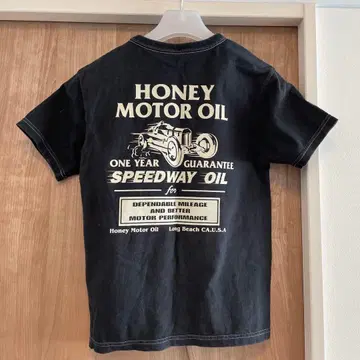 HONEY
MOTOR OIL
ONE YEAR GUARANTEE
SPEEDWAY OIL
for
DEPENDABLE MILEAGE
AND BETTER
MOTOR PERFORMANCE
Honey Motor Oil Long Beach CA.U.S.A